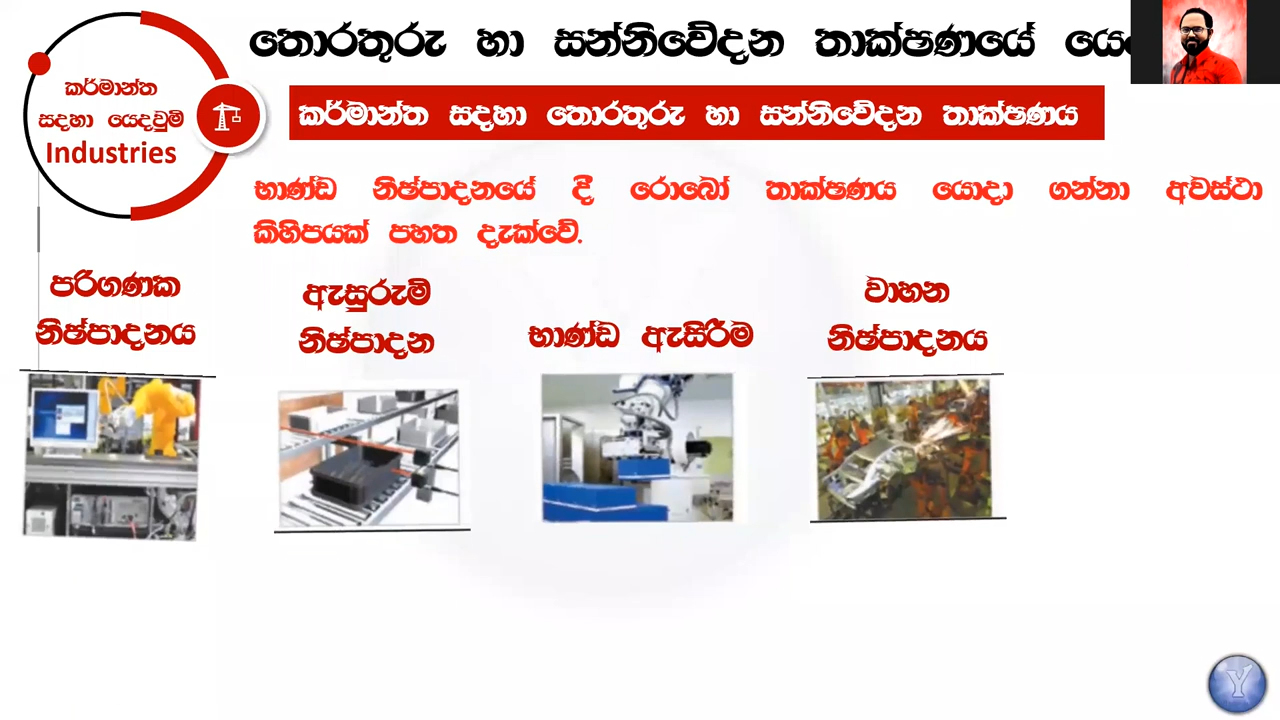 තොරතුරු හා සන්නිවේදන තාක්ෂණයේ
කර්මාන්ත
සඳහා යෙදවුම්
Industries
කර්මාන්ත සඳහා තොරතුරු හා සන්නිවේදන තාක්ෂණය
භාණ්ඩ නිෂ්පාදනයේ දී, රොබෝ තාක්ෂණය යොදා ගන්නා අවස්ථා
කිහිපයක් පහත දැක්වේ.
පරිගණක
නිෂ්පාදනය
ඇසුරුම්
නිෂ්පාදන
භාණ්ඩ ඇසිරීම
වාහන
නිෂ්පාදනය
Y